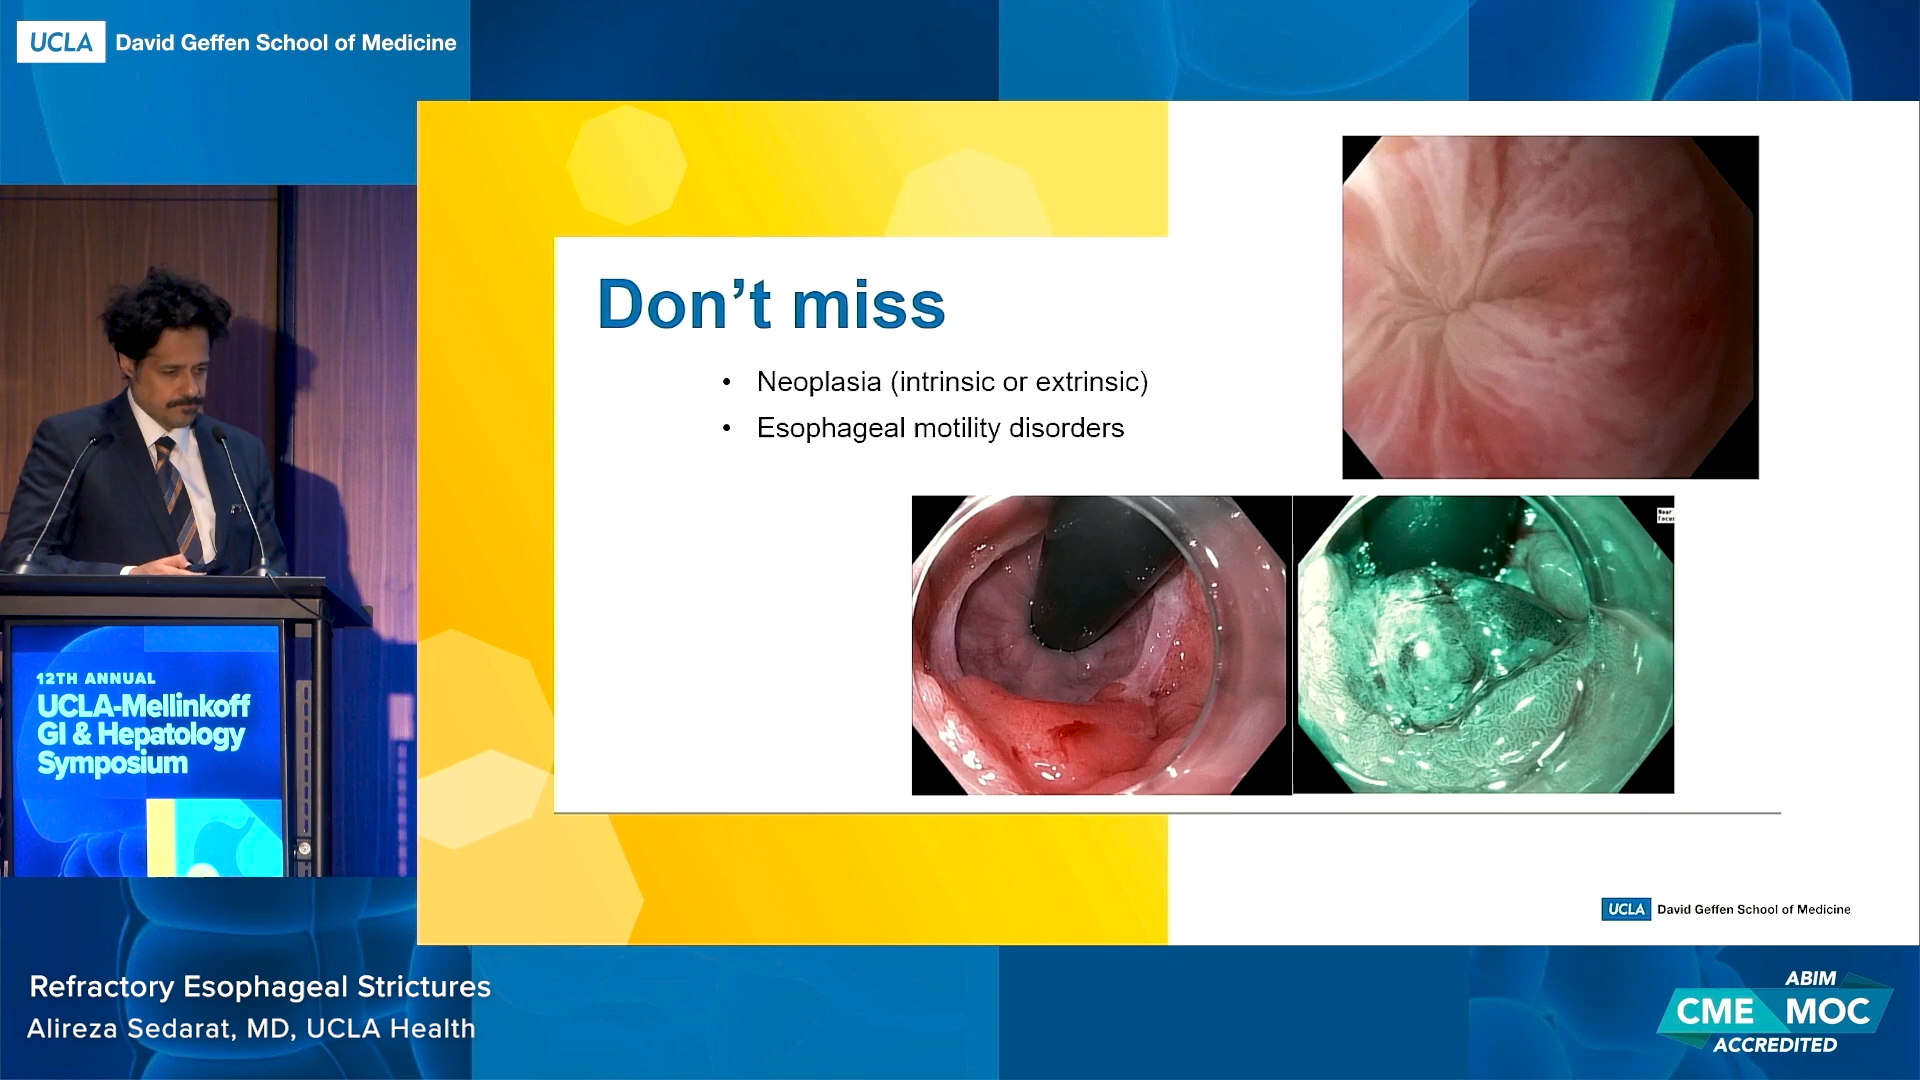 UCLA David Geffen School of Medicine
Don’t miss
• Neoplasia (intrinsic or extrinsic)
• Esophageal motility disorders
Near
Focus
12TH ANNUAL
UCLA-Mellinkoff
GI & Hepatology
Symposium
UCLA David Geffen School of Medicine
Refractory Esophageal Strictures
Alireza Sedarat, MD, UCLA Health
ABIM
CME MOC
ACCREDITED